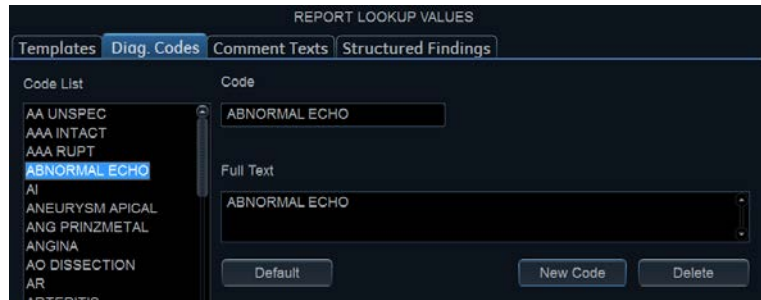 REPORT LOOKUP VALUES
Templates Diag. Codes Comment Texts Structured Findings
Code List
AA UNSPEC
AAA INTACT
AAA RUPT
ABNORMAL ECHO
AI
ANEURYSM APICAL
ANG PRINZMETAL
ANGINA
AO DISSECTION
AR
Code
ABNORMAL ECHO
Full Text
ABNORMAL ECHO
Default New Code Delete